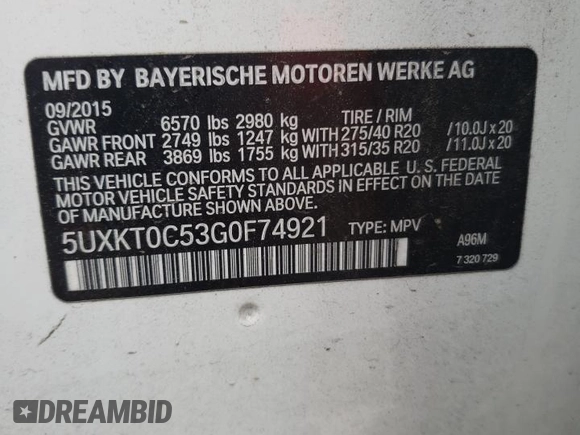 MFD BY BAYERISCHE MOTOREN WERKE AG
09/2015 TIRE / RIM
GVWR 6570 lbs 2980 kg
GAWR FRONT 2749 lbs 1247 kg WITH 275/40 R20 /10.0J x 20
GAWR REAR 3869 lbs 1755 kg WITH 315/35 R20 /11.0J x 20
THIS VEHICLE CONFORMS TO ALL APPLICABLE U. S. FEDERAL
MOTOR VEHICLE SAFETY STANDARDS IN EFFECT ON THE
DATE OF MANUFACTURE SHOWN ABOVE.
5UXKT0C53G0F74921 TYPE: MPV A96M
7 320 729
DREAMBID